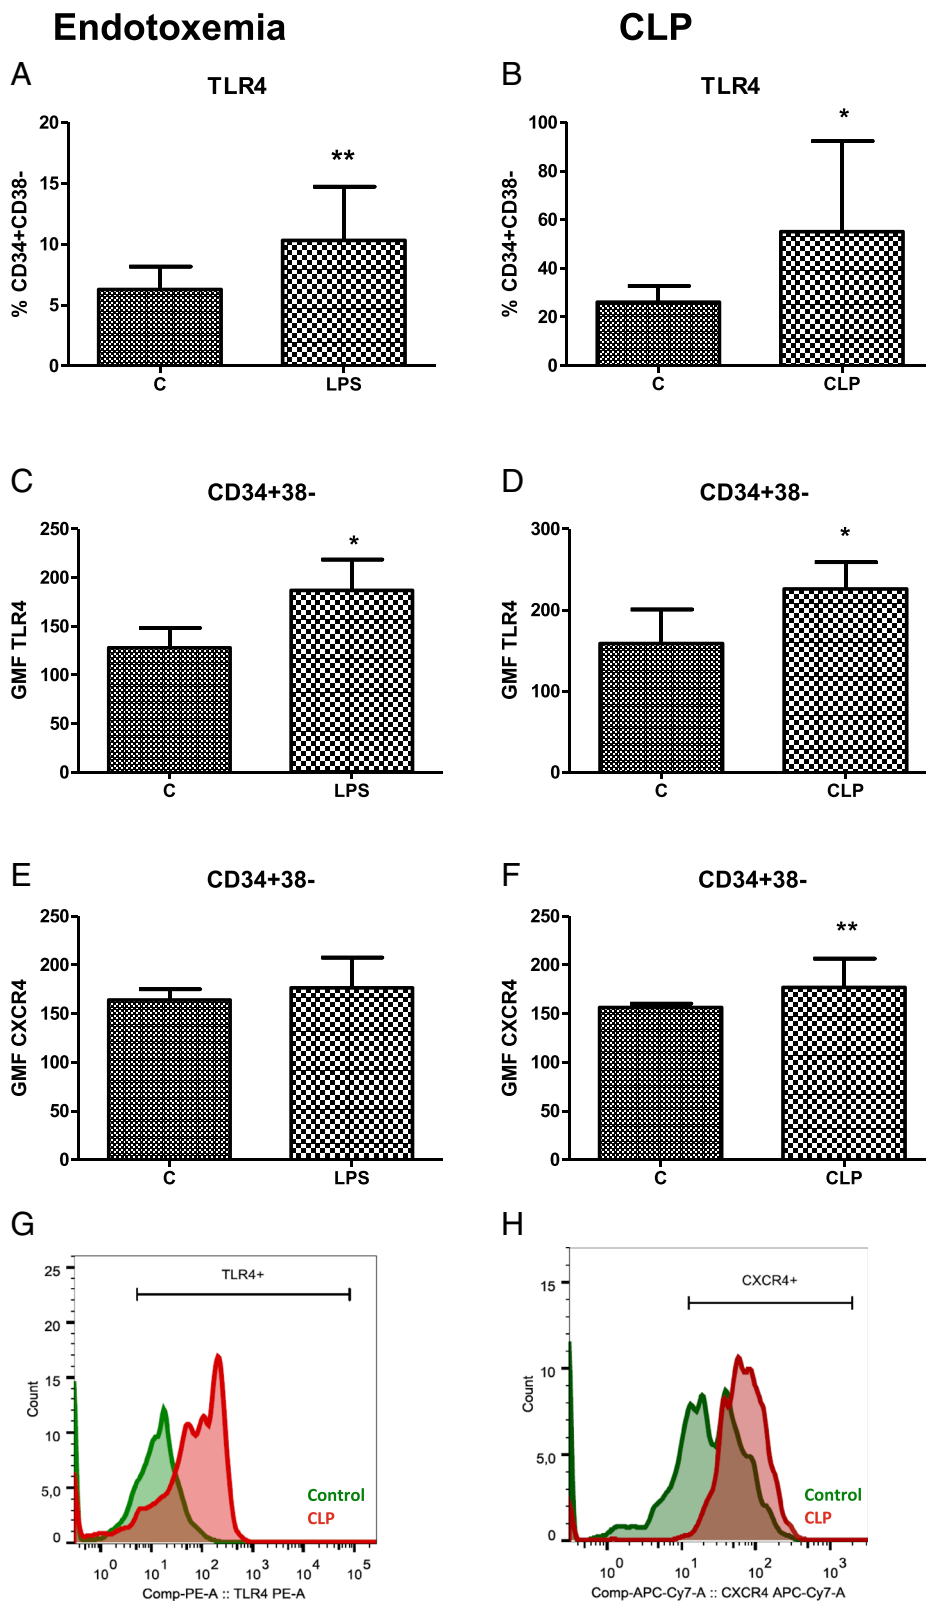 Endotoxemia
CLP
A
TLR4
% CD34+CD38-
20
15
10
5
0
**
C
LPS
B
TLR4
% CD34+CD38-
100
80
60
40
20
0
*
C
CLP
C
CD34+38-
GMF TLR4
250
200
150
100
50
0
*
C
LPS
D
CD34+38-
GMF TLR4
300
200
100
0
*
C
CLP
E
CD34+38-
GMF CXCR4
250
200
150
100
50
0
C
LPS
F
CD34+38-
GMF CXCR4
250
200
150
100
50
0
**
C
CLP
G
TLR4+
Count
25
20
15
10
5,0
0
Control
CLP
10^0 10^1 10^2 10^3 10^4 10^5
Comp-PE-A :: TLR4 PE-A
H
CXCR4+
Count
15
10
5,0
0
Control
CLP
10^0 10^1 10^2 10^3
Comp-APC-Cy7-A :: CXCR4 APC-Cy7-A